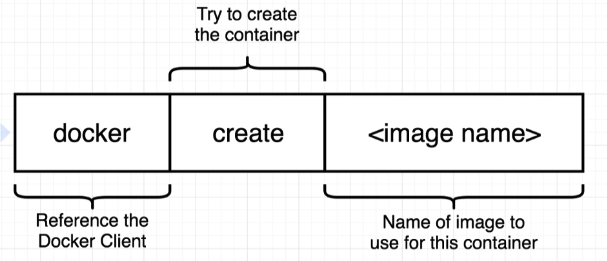 Try to create
the container
docker
create
<image name>
Reference the
Docker Client
Name of image to
use for this container